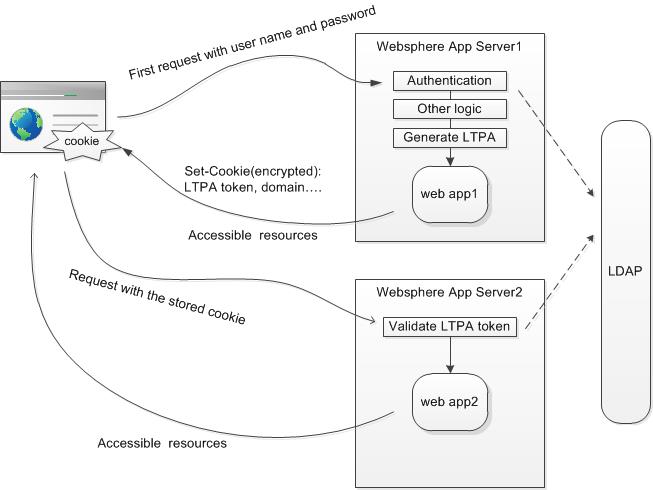 First request with user name and password
Websphere App Server1
Authentication
Other logic
Generate LTPA
web app1
cookie
Set-Cookie(encrypted):
LTPA token, domain....
Accessible resources
LDAP
Request with the stored cookie
Websphere App Server2
Validate LTPA token
web app2
Accessible resources